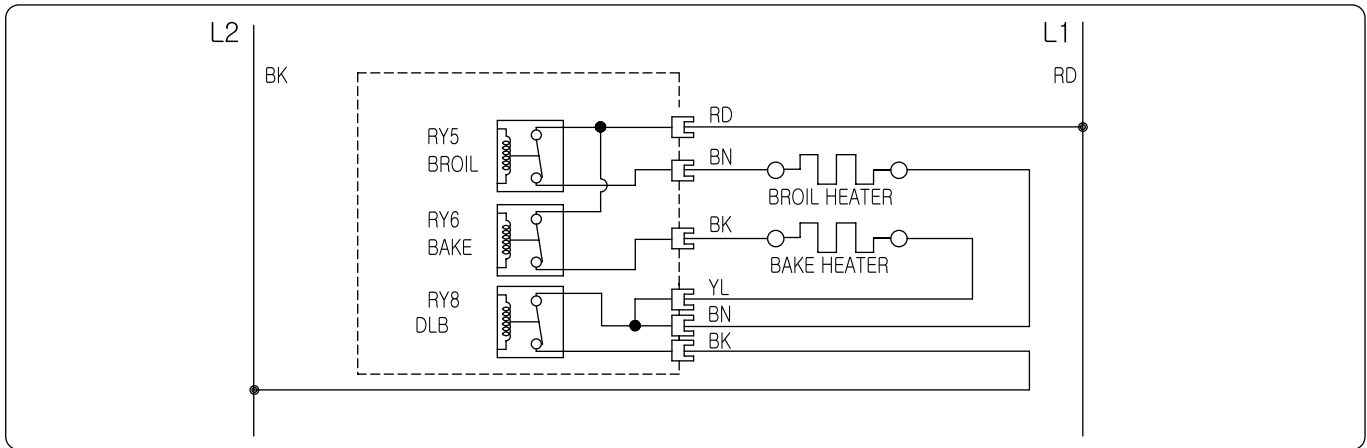 L2
L1
BK
RD
RD
RY5
BROIL
BN
BROIL HEATER
RY6
BAKE
BK
BAKE HEATER
YL
RY8
DLB
BN
BK